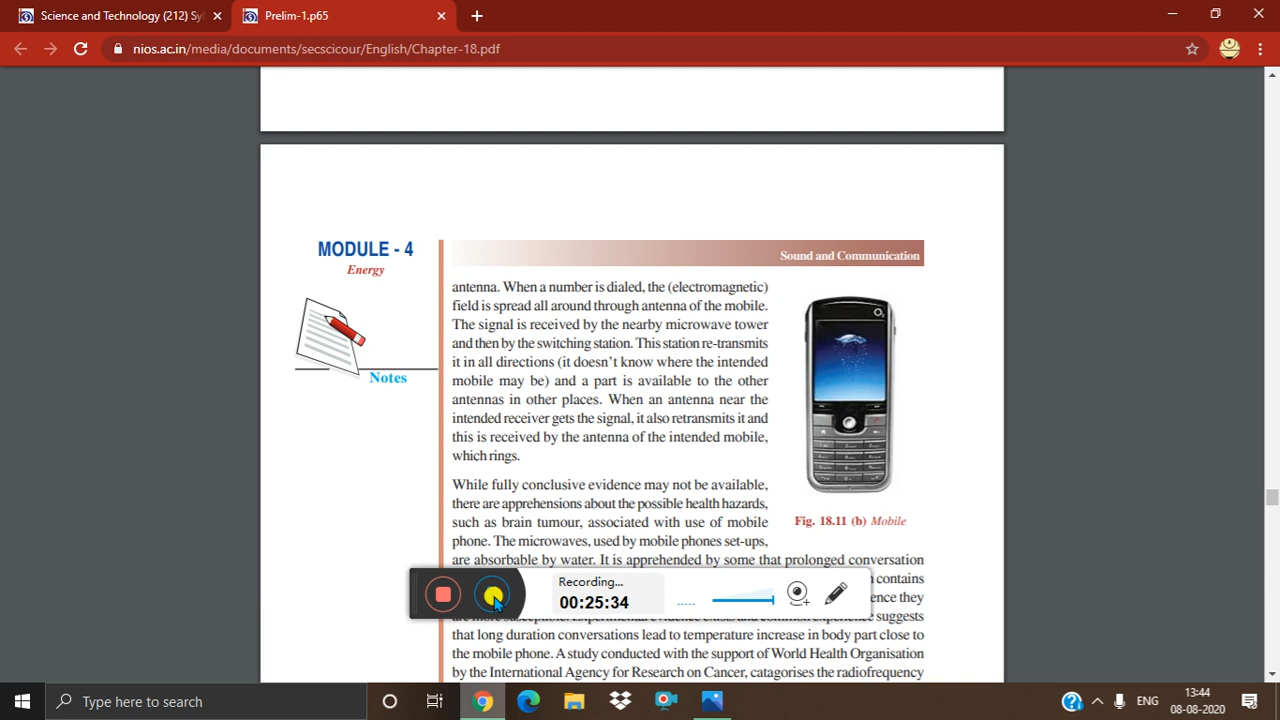 Science and Technology (212) Syl
Prelim-1.p65
nios.ac.in/media/documents/secscicour/English/Chapter-18.pdf
MODULE - 4
Energy
Notes
Sound and Communication
antenna. When a number is dialed, the (electromagnetic)
field is spread all around through antenna of the mobile.
The signal is received by the nearby microwave tower
and then by the switching station. This station re-transmits
it in all directions (it doesn't know where the intended
mobile may be) and a part is available to the other
antennas in other places. When an antenna near the
intended receiver gets the signal, it also retransmits it and
this is received by the antenna of the intended mobile,
which rings.
O2
Fig. 18.11 (b) Mobile
While fully conclusive evidence may not be available,
there are apprehensions about the possible health hazards,
such as brain tumour, associated with use of mobile
phone. The microwaves, used by mobile phones set-ups,
are absorbable by water. It is apprehended by some that prolonged conversation
contains
ence they
are more susceptible. Experimental evidence exists and common experience suggests
that long duration conversations lead to temperature increase in body part close to
the mobile phone. A study conducted with the support of World Health Organisation
by the International Agency for Research on Cancer, catagorises the radiofrequency
Recording...
00:25:34
Type here to search
ENG
13:44
08-08-2020